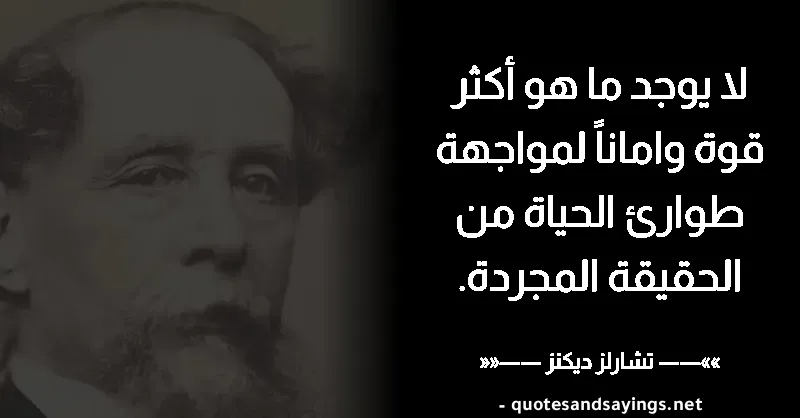 لا يوجد ما هو أكثر
قوة واماناً لمواجهة
طوارئ الحياة من
الحقيقة المجردة.
»»—— تشارلز ديكنز ——««
- quotesandsayings.net